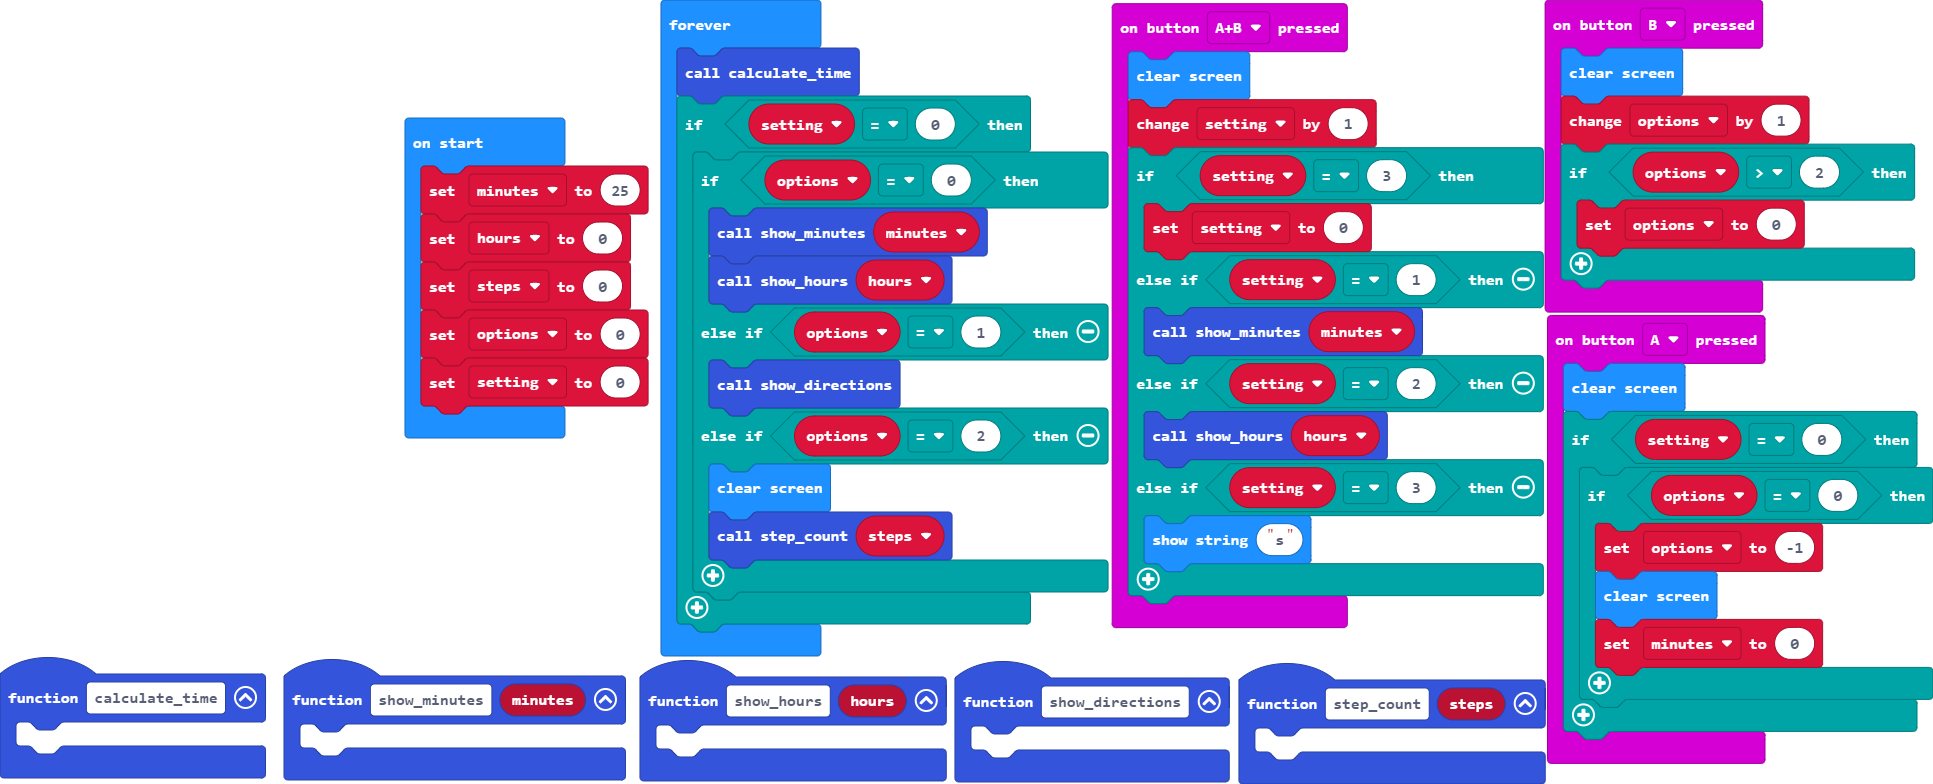 on start
set minutes to 25
set hours to 0
set steps to 0
set options to 0
set setting to 0
forever
call calculate_time
if setting = 0 then
if options = 0 then
call show_minutes minutes
call show_hours hours
else if options = 1 then
call show_directions
else if options = 2 then
clear screen
call step_count steps
on button A+B pressed
clear screen
change setting by 1
if setting = 3 then
set setting to 0
else if setting = 1 then
call show_minutes minutes
else if setting = 2 then
call show_hours hours
else if setting = 3 then
show string "s"
on button B pressed
clear screen
change options by 1
if options > 2 then
set options to 0
on button A pressed
clear screen
if setting = 0 then
if options = 0 then
set options to -1
clear screen
set minutes to 0
function calculate_time
function show_minutes minutes
function show_hours hours
function show_directions
function step_count steps